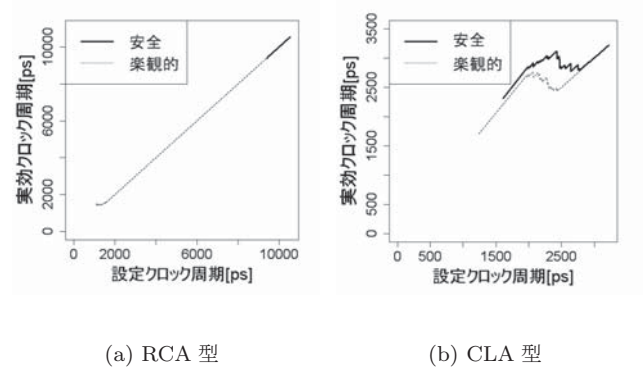 安全
楽観的
実効クロック周期[ps]
10000
6000
2000
0
0 2000 6000 10000
設定クロック周期[ps]
(a) RCA 型
安全
楽観的
実効クロック周期[ps]
3500
2500
1500
500
0
0 500 1500 2500
設定クロック周期[ps]
(b) CLA 型